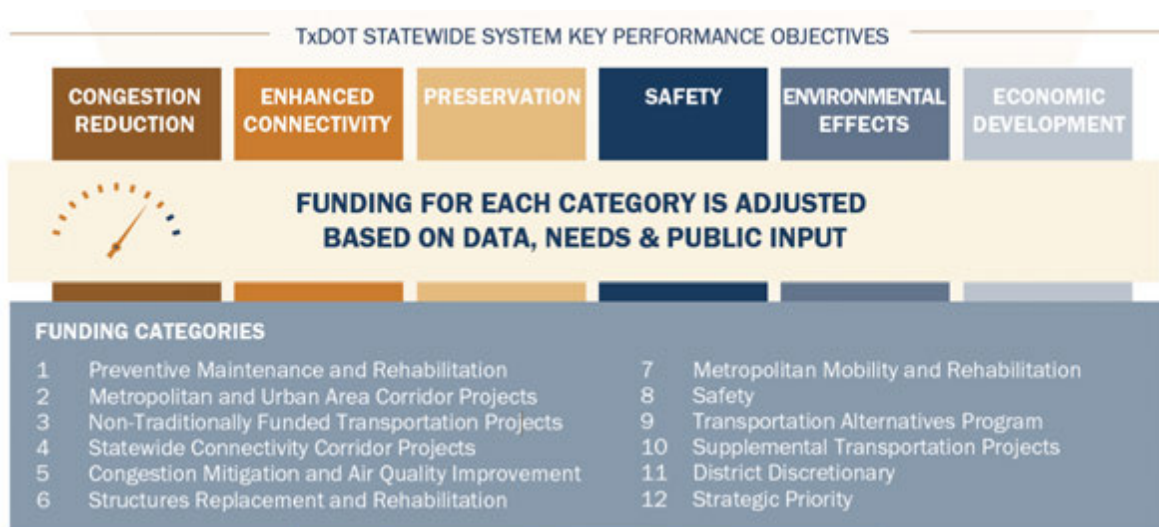 TxDOT STATEWIDE SYSTEM KEY PERFORMANCE OBJECTIVES
CONGESTION
REDUCTION
ENHANCED
CONNECTIVITY
PRESERVATION
SAFETY
ENVIRONMENTAL
EFFECTS
ECONOMIC
DEVELOPMENT
FUNDING FOR EACH CATEGORY IS ADJUSTED
BASED ON DATA, NEEDS & PUBLIC INPUT
FUNDING CATEGORIES
1 Preventive Maintenance and Rehabilitation
2 Metropolitan and Urban Area Corridor Projects
3 Non-Traditionally Funded Transportation Projects
4 Statewide Connectivity Corridor Projects
5 Congestion Mitigation and Air Quality Improvement
6 Structures Replacement and Rehabilitation
7 Metropolitan Mobility and Rehabilitation
8 Safety
9 Transportation Alternatives Program
10 Supplemental Transportation Projects
11 District Discretionary
12 Strategic Priority